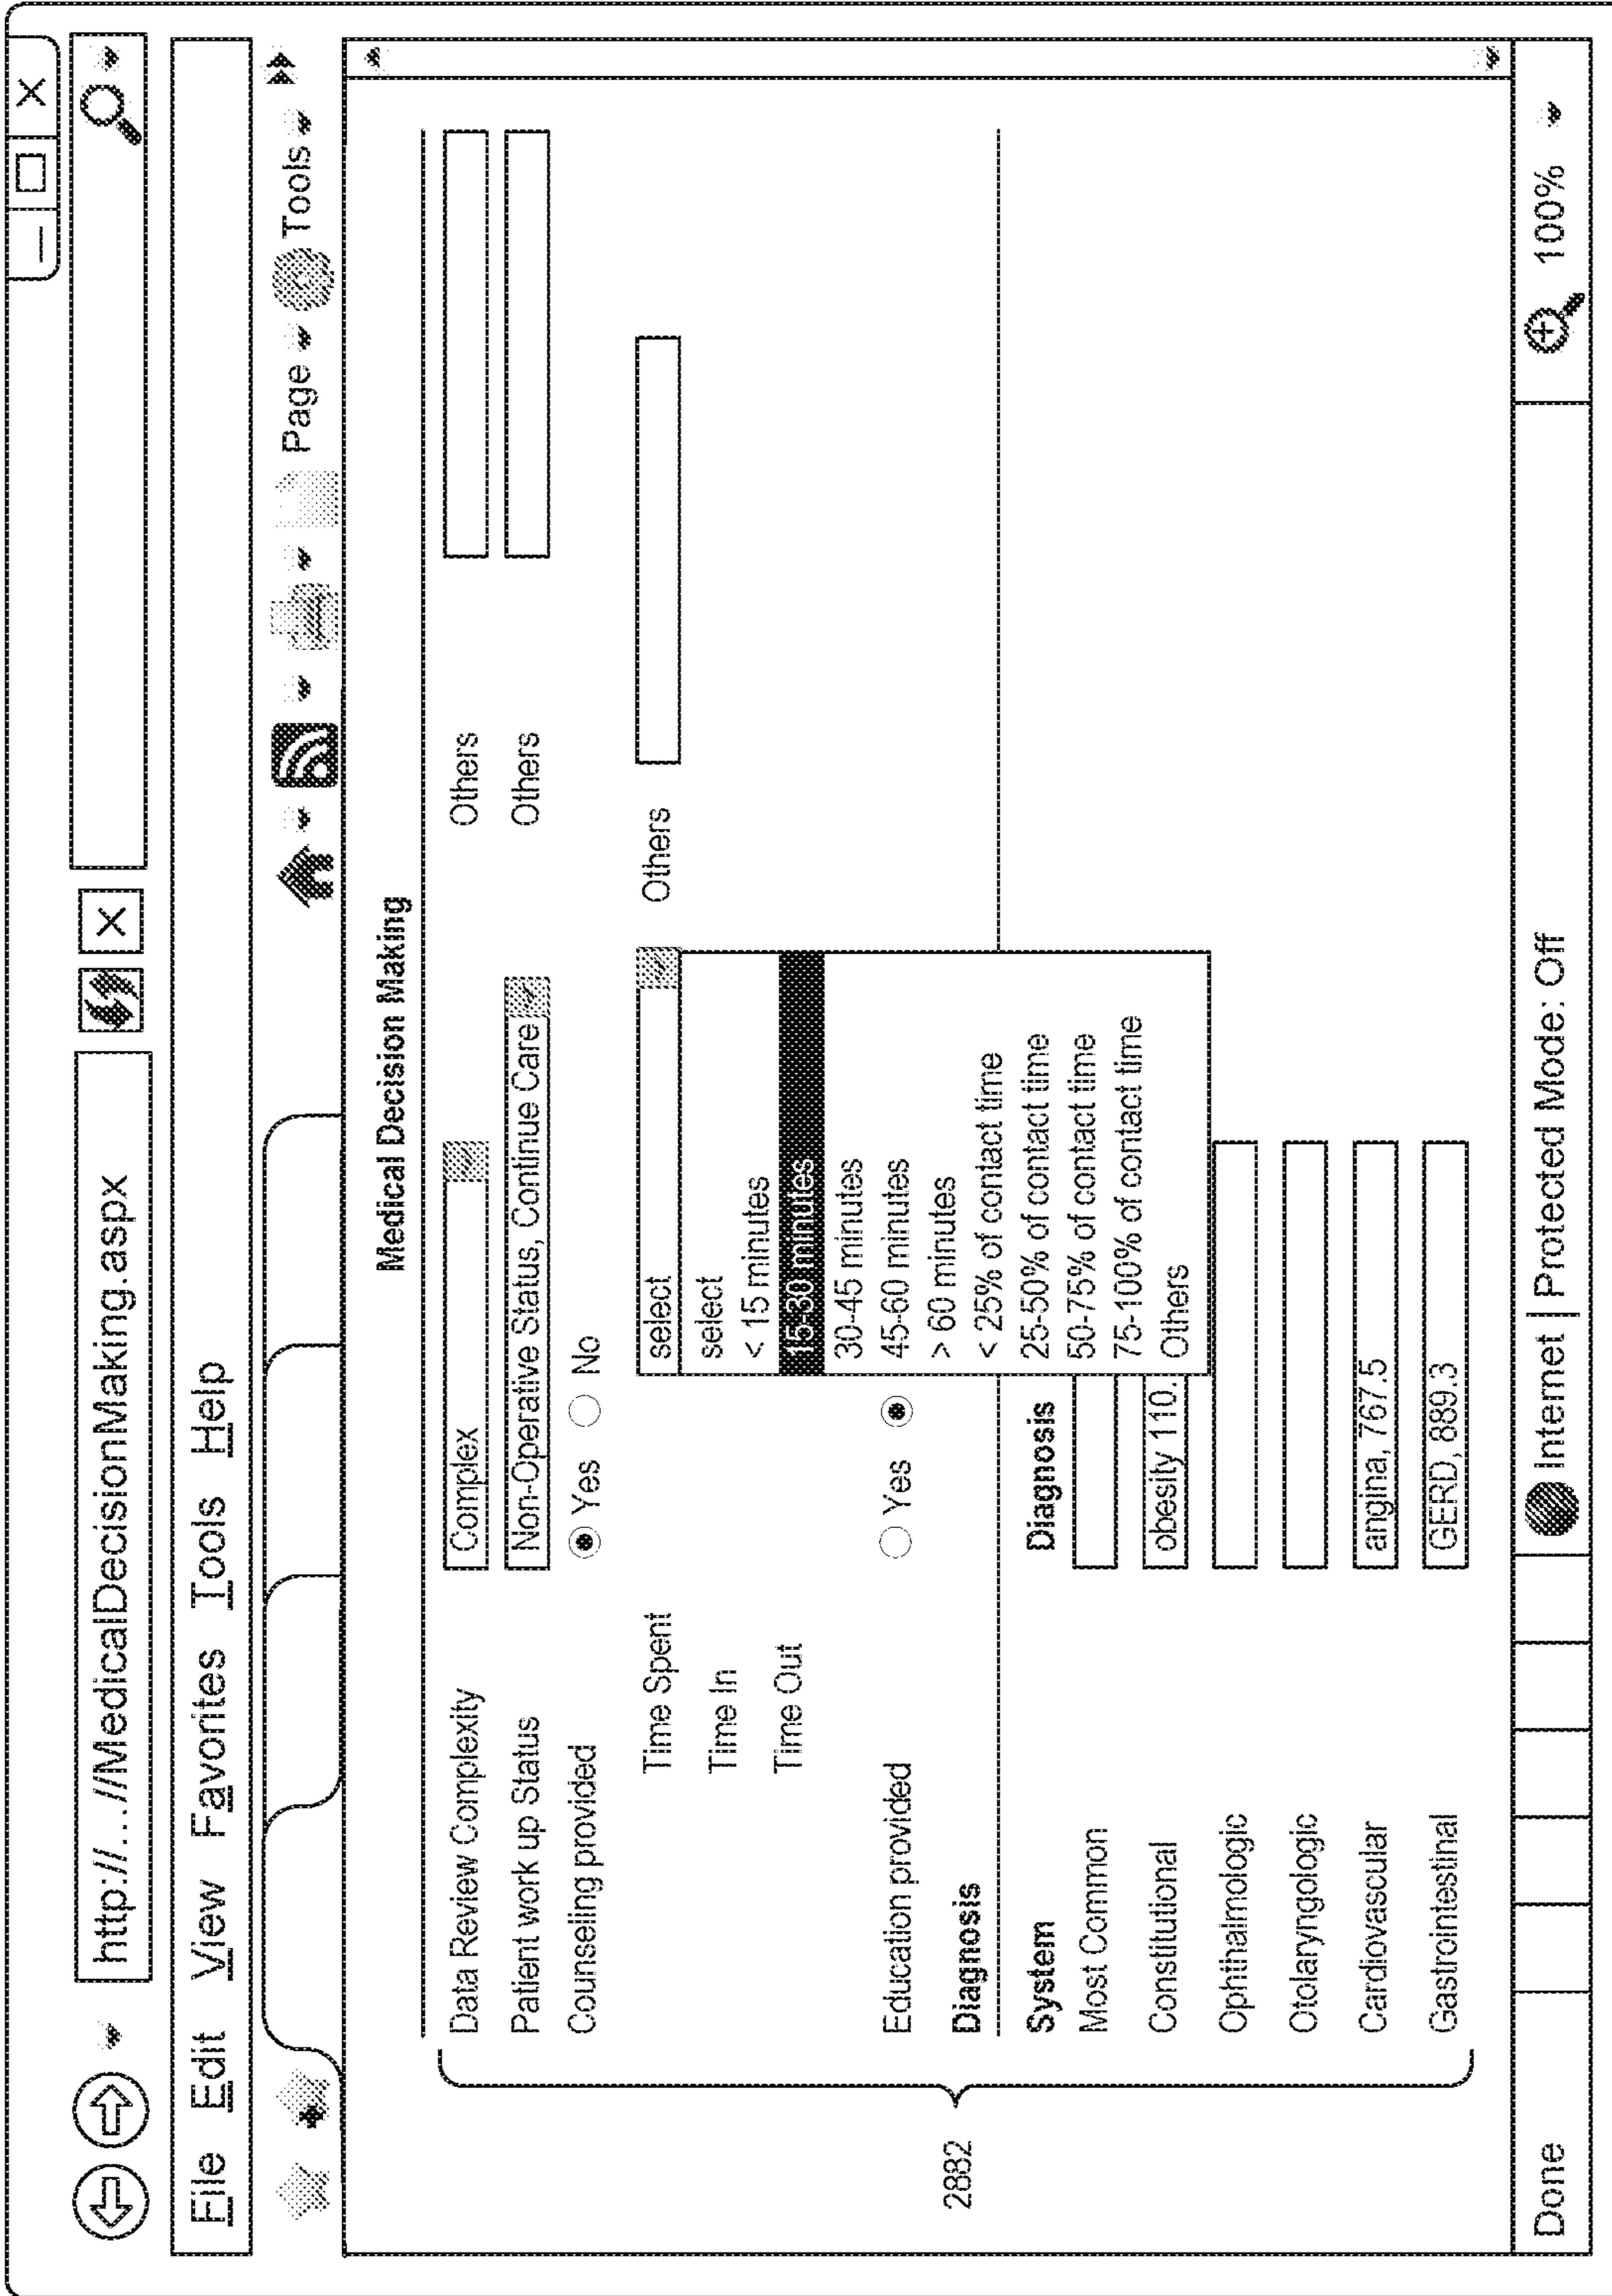 http://...//MedicalDecisionMaking.aspx
File Edit View Favorites Tools Help
Page Tools
Medical Decision Making
Data Review Complexity Complex Others
Patient work up Status Non-Operative Status, Continue Care Others
Counseling provided Yes No
Time Spent select Others
Time In select
< 15 minutes
Time Out 15-30 minutes
30-45 minutes
Education provided Yes 45-60 minutes
> 60 minutes
Diagnosis < 25% of contact time
System Diagnosis 25-50% of contact time
Most Common 50-75% of contact time
75-100% of contact time
Constitutional obesity 110. Others
Ophthalmologic
Otolaryngologic
Cardiovascular angina, 767.5
Gastrointestinal GERD, 889.3
2882
Done Internet | Protected Mode: Off 100%